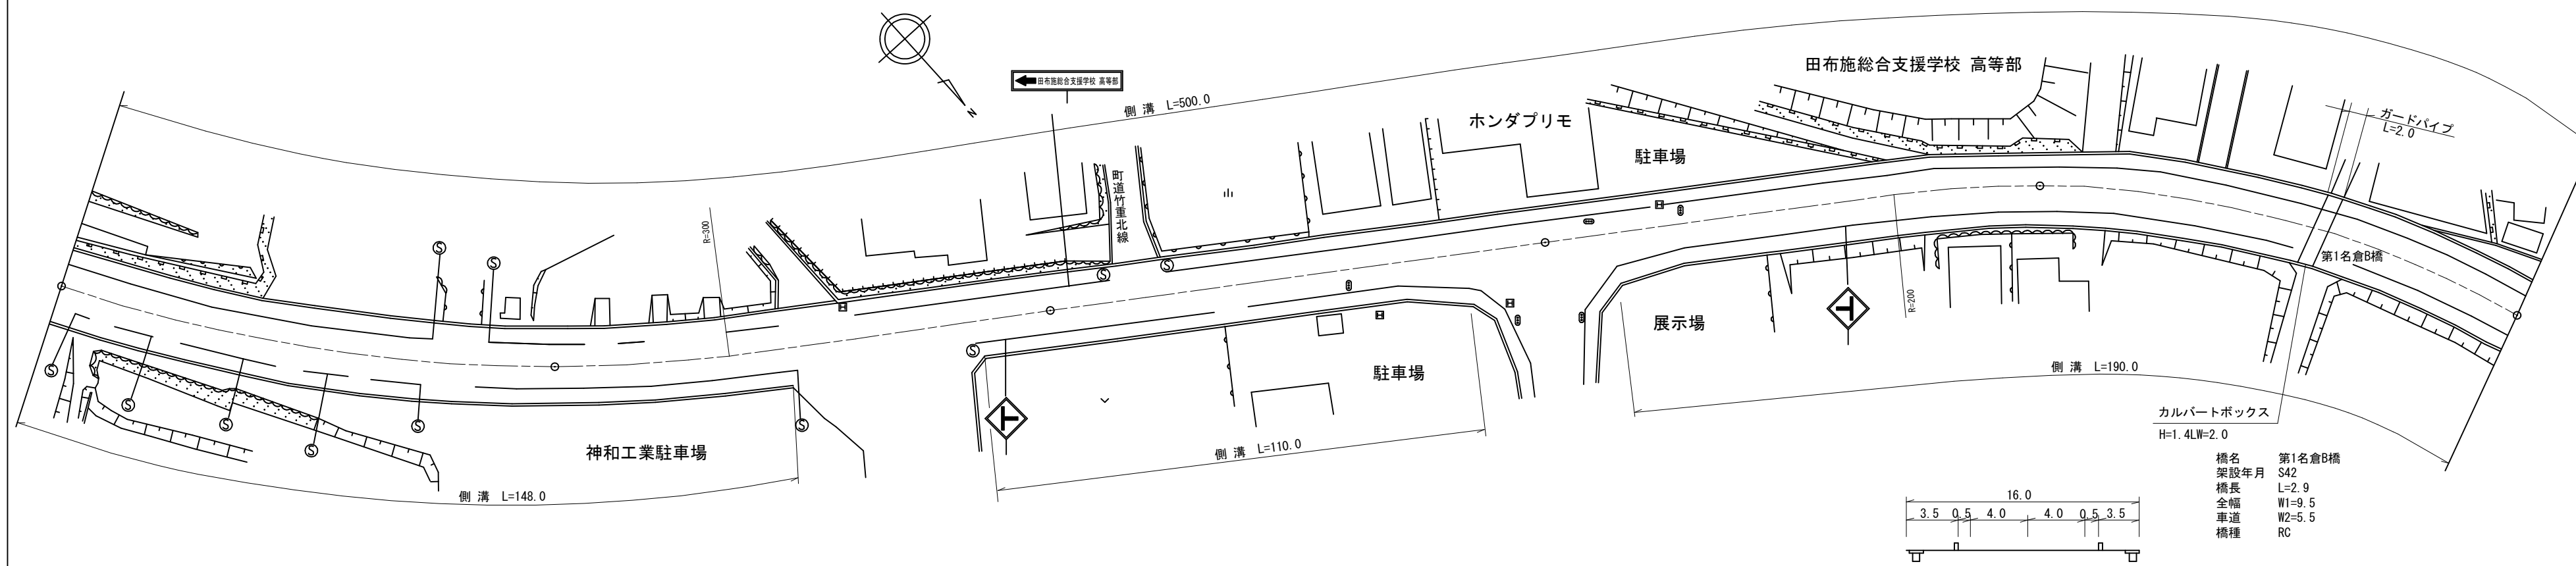 N
田布施総合支援学校 高等部
側 溝 L=500.0
ホンダプリモ
駐車場
田布施総合支援学校 高等部
ガードパイプ
L=2.0
町道竹重北線
R=300
S
S
S
S
第1名倉B橋
R=200
展示場
S
駐車場
S
S
S
S
S
S
神和工業駐車場
側 溝 L=148.0
側 溝 L=110.0
側 溝 L=190.0
カルバートボックス
H=1.4LW=2.0
橋名 第1名倉B橋
架設年月 S42
橋長 L=2.9
全幅 W1=9.5
車道 W2=5.5
橋種 RC
16.0
3.5 0.5 4.0 4.0 0.5 3.5